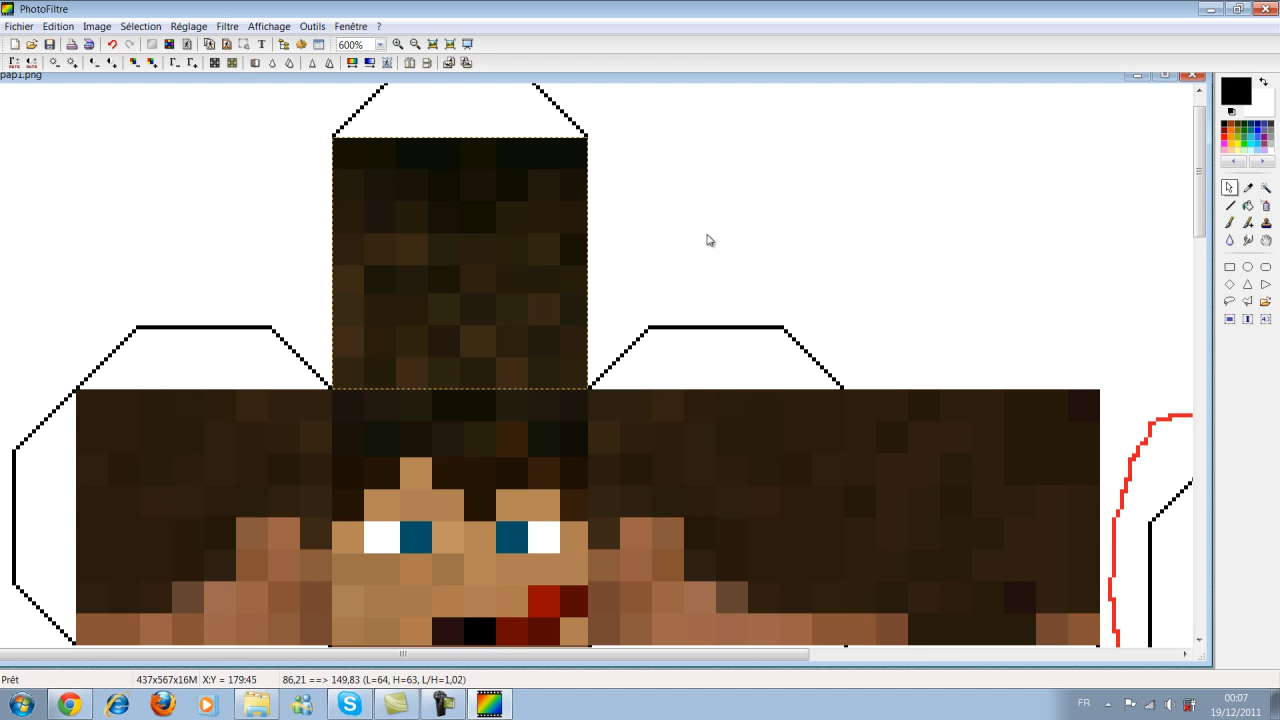 PhotoFiltre
Fichier Edition Image Sélection Réglage Filtre Affichage Outils Fenêtre ?
T 600%
pap1.png
Prêt 437x567x16M X:Y = 179:45 86,21 ==> 149,83 (L=64, H=63, L/H=1,02)
FR 00:07
19/12/2011